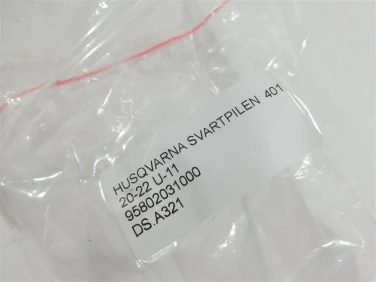 HUSQVARNA SVARTPILEN 401
20-22 U-11
95802031000
DS.A321